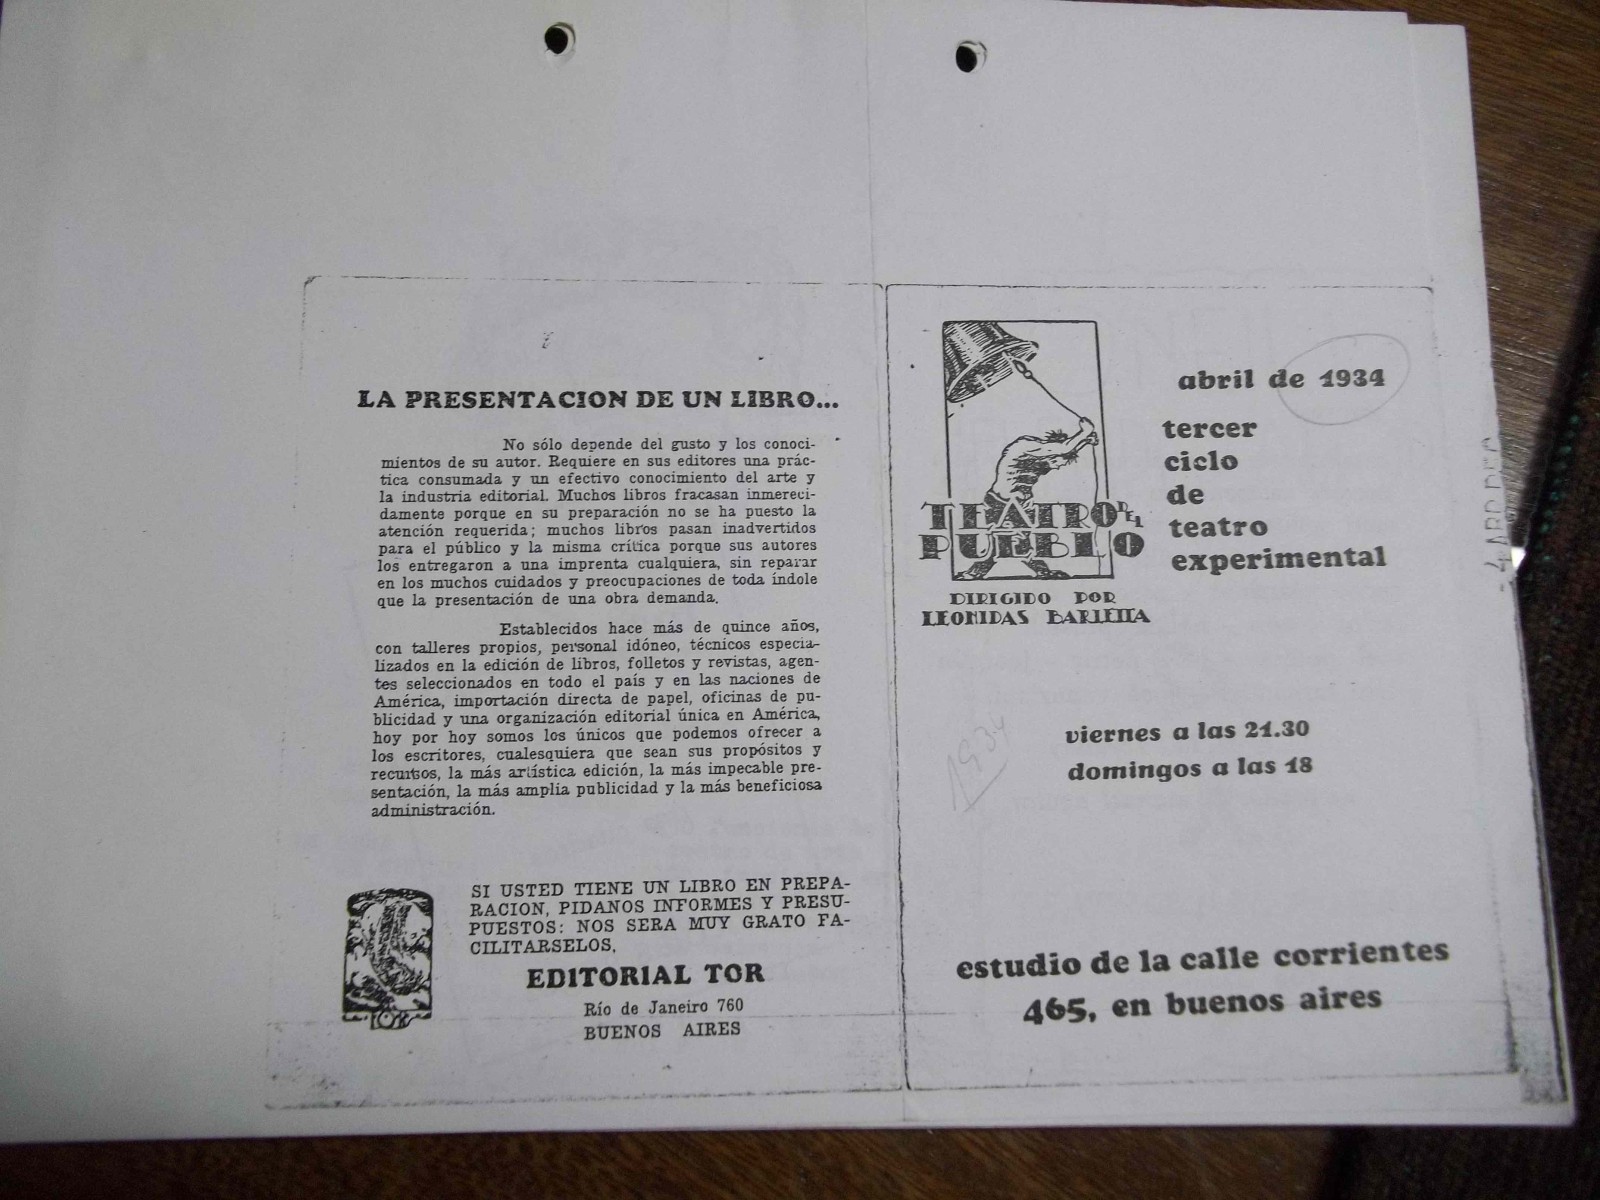 LA PRESENTACION DE UN LIBRO...
No sólo depende del gusto y los conoci-
mientos de su autor. Requiere en sus editores una prác-
tica consumada y un efectivo conocimiento del arte y
la industria editorial. Muchos libros fracasan inmereci-
damente porque en su preparación no se ha puesto la
atención requerida; muchos libros pasan inadvertidos
para el público y la misma crítica porque sus autores
los entregaron a una imprenta cualquiera, sin reparar
en los muchos cuidados y preocupaciones de toda índole
que la presentación de una obra demanda.
Establecidos hace más de quince años,
con talleres propios, personal idóneo, técnicos especia-
lizados en la edición de libros, folletos y revistas, agen-
tes seleccionados en todo el país y en las naciones de
América, importación directa de papel, oficinas de pu-
blicidad y una organización editorial única en América,
hoy por hoy somos los únicos que podemos ofrecer a
los escritores, cualesquiera que sean sus propósitos y
recursos, la más artística edición, la más impecable pre-
sentación, la más amplia publicidad y la más beneficiosa
administración.
SI USTED TIENE UN LIBRO EN PREPA-
RACION, PIDANOS INFORMES Y PRESU-
PUESTOS: NOS SERA MUY GRATO FA-
CILITARSELOS.
EDITORIAL TOR
Río de Janeiro 760
BUENOS AIRES
TEATRO DEL
PUEBLO
DIRIGIDO POR
LEONIDAS BARLETTA
abril de 1934
tercer
ciclo
de
teatro
experimental
1934
viernes a las 21.30
domingos a las 18
estudio de la calle corrientes
465, en buenos aires